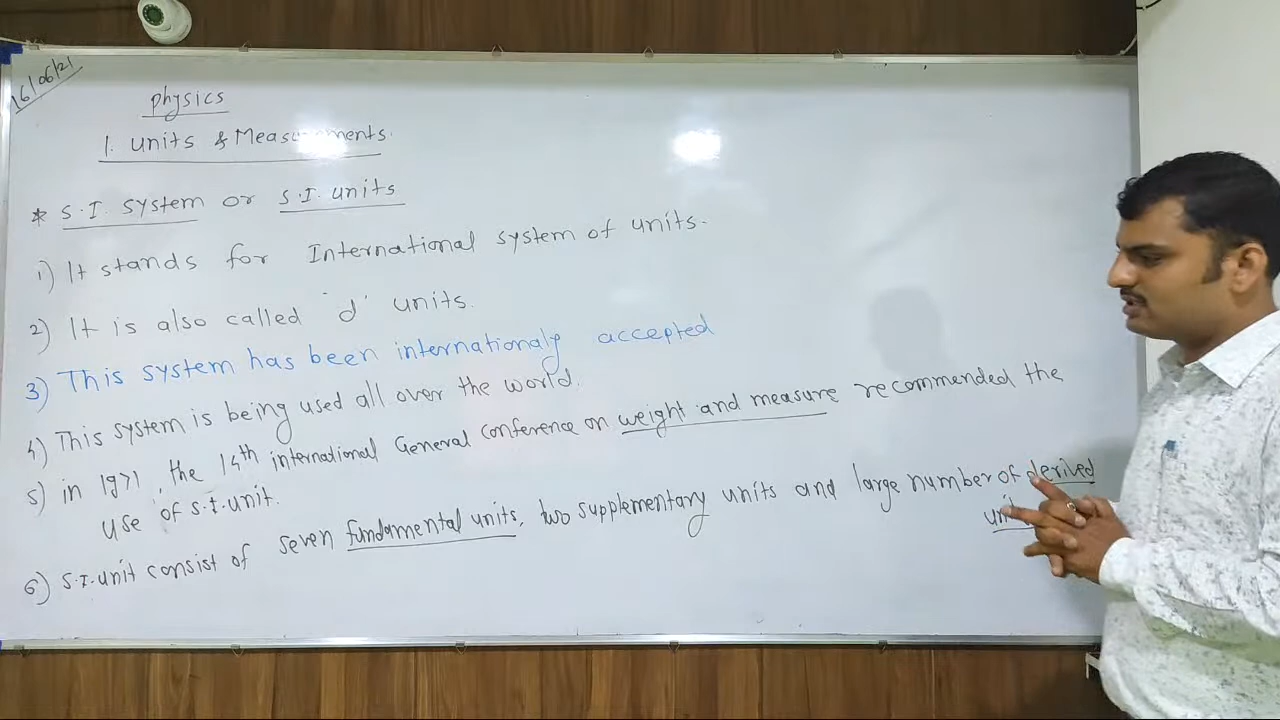 16/06/21
physics
1. Units & Measurements.
* S.I. System or S.I. units
1) It stands for International system of units.
2) It is also called 'd' units.
3) This system has been internationaly accepted
4) This system is being used all over the world.
5) in 1971, the 14th international General conference on weight and measure recommended the
use of S.I. unit.
6) S.I. unit consist of seven fundamental units, two supplementary units and large number of derived